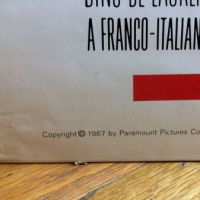 A FRANCO-ITALIAN
Copyright © 1967 by Paramount Pictures Co